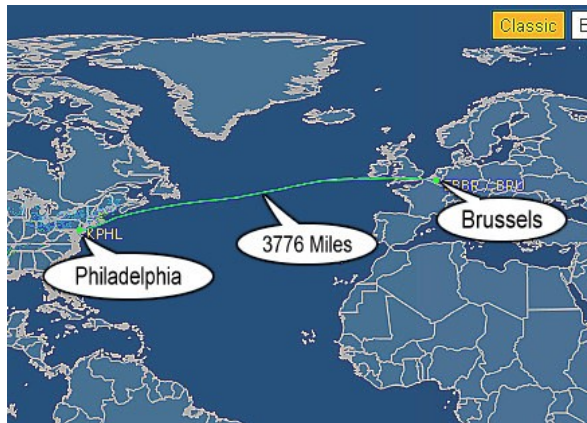 Classic
KPHL
EBBR / BRU
Brussels
3776 Miles
Philadelphia